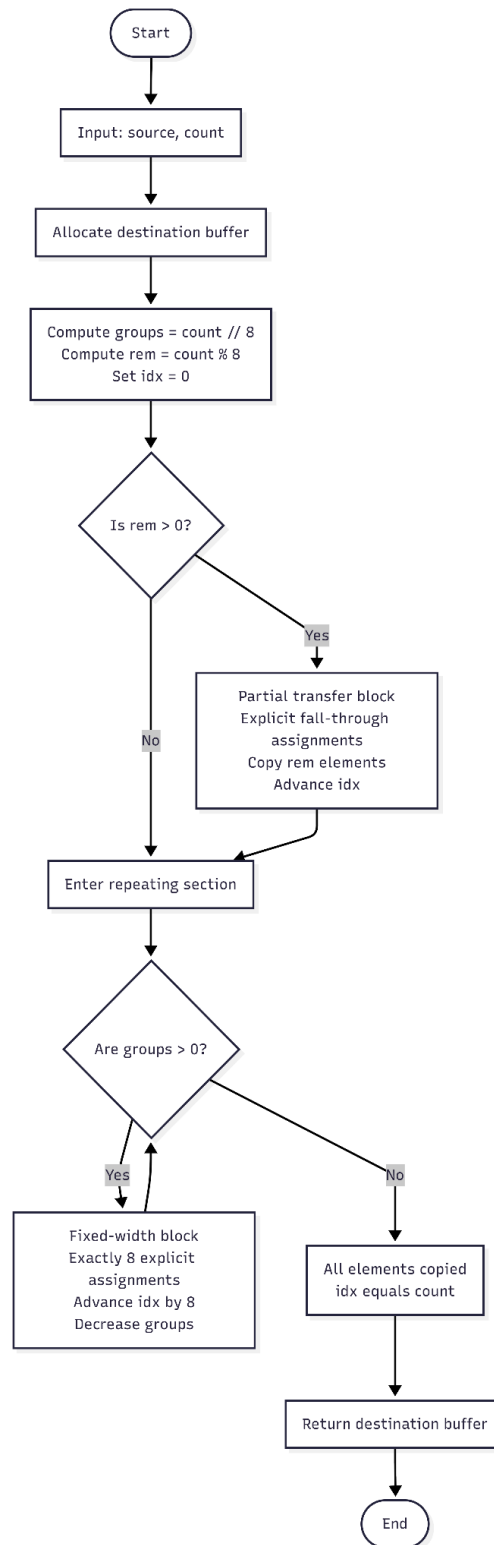 Start
Input: source, count
Allocate destination buffer
Compute groups = count // 8
Compute rem = count % 8
Set idx = 0
Is rem > 0?
Yes
Partial transfer block
Explicit fall-through
assignments
Copy rem elements
Advance idx
No
Enter repeating section
Are groups > 0?
Yes
No
Fixed-width block
Exactly 8 explicit
assignments
Advance idx by 8
Decrease groups
All elements copied
idx equals count
Return destination buffer
End